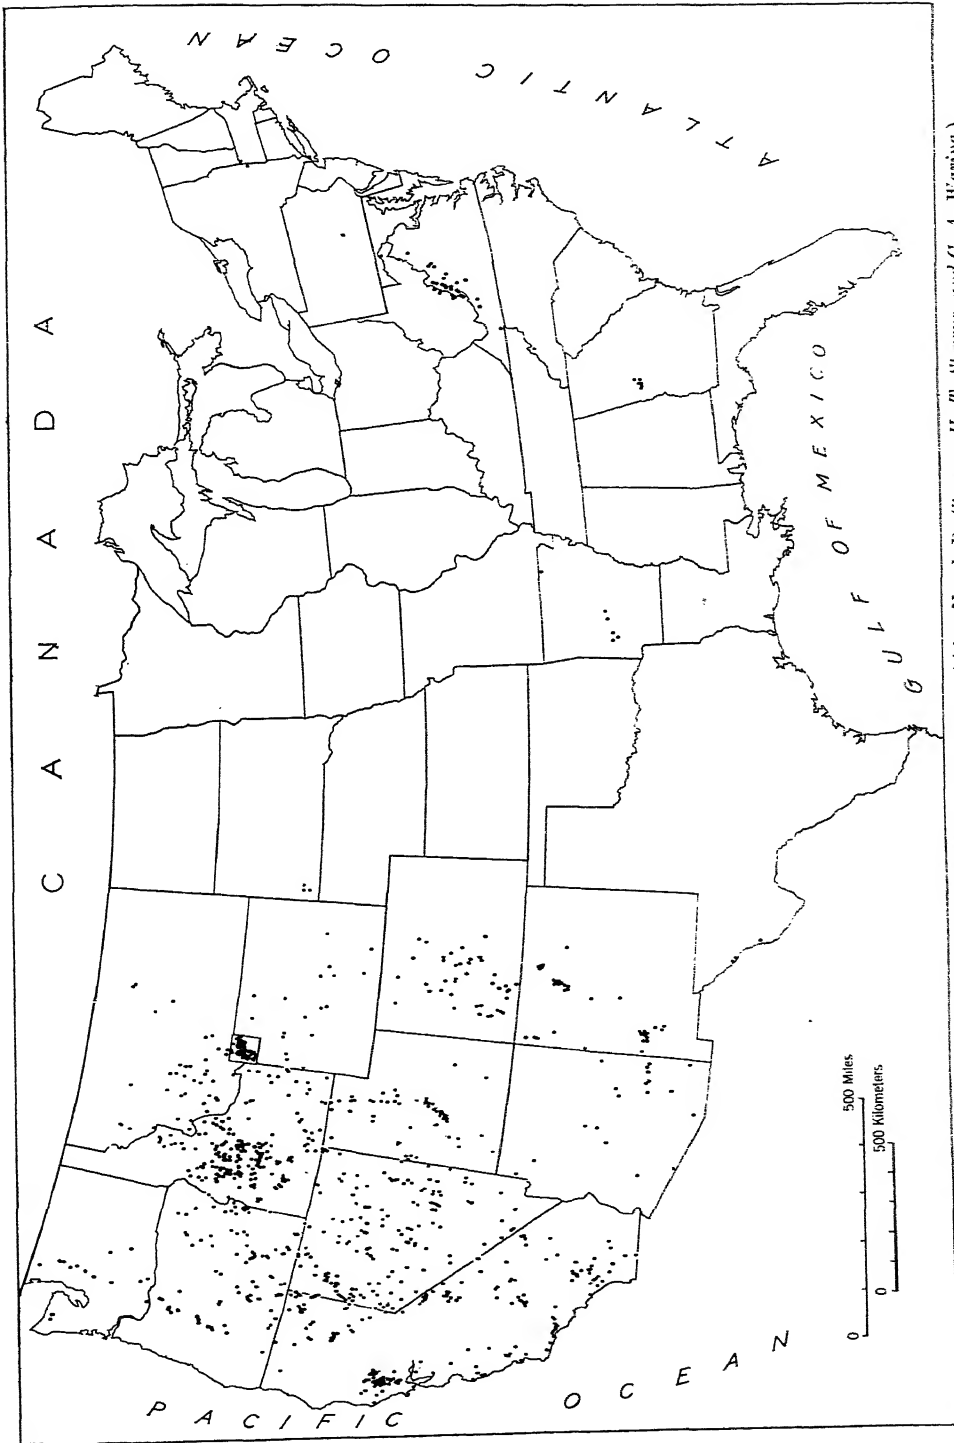 CANADA
ATLANTIC OCEAN
PACIFIC OCEAN
GULF OF MEXICO
0 500 Miles
0 500 Kilometers